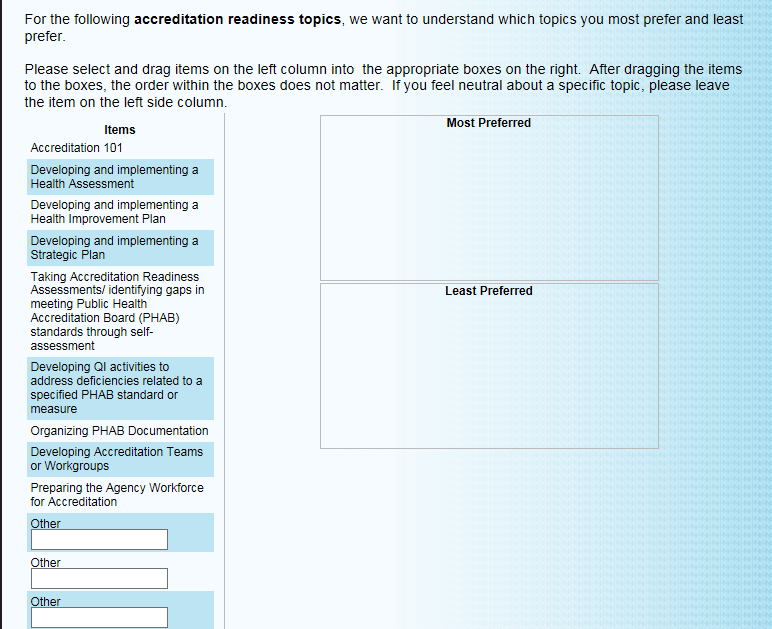 For the following accreditation readiness topics, we want to understand which topics you most prefer and least
prefer.
Please select and drag items on the left column into  the appropriate boxes on the right.  After dragging the items
to the boxes, the order within the boxes does not matter.  If you feel neutral about a specific topic, please leave
the item on the left side column.
Items
Accreditation 101
Developing and implementing a
Health Assessment
Developing and implementing a
Health Improvement Plan
Developing and implementing a
Strategic Plan
Taking Accreditation Readiness
Assessments/ identifying gaps in
meeting Public Health
Accreditation Board (PHAB)
standards through self-
assessment
Developing QI activities to
address deficiencies related to a
specified PHAB standard or
measure
Organizing PHAB Documentation
Developing Accreditation Teams
or Workgroups
Preparing the Agency Workforce
for Accreditation
Other
Other
Other
Most Preferred
Least Preferred